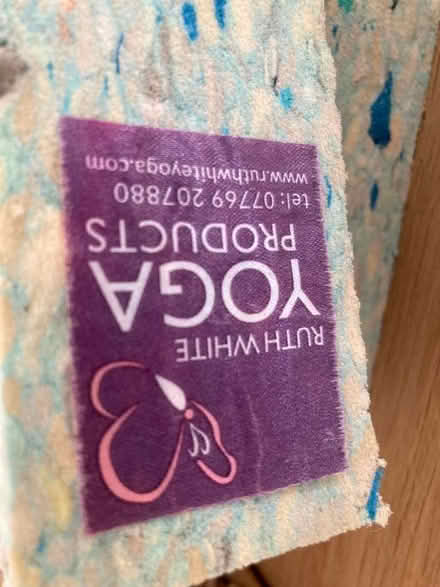 RUTH WHITE
YOGA
PRODUCTS
tel: 07769 207880
www.ruthwhiteyoga.com